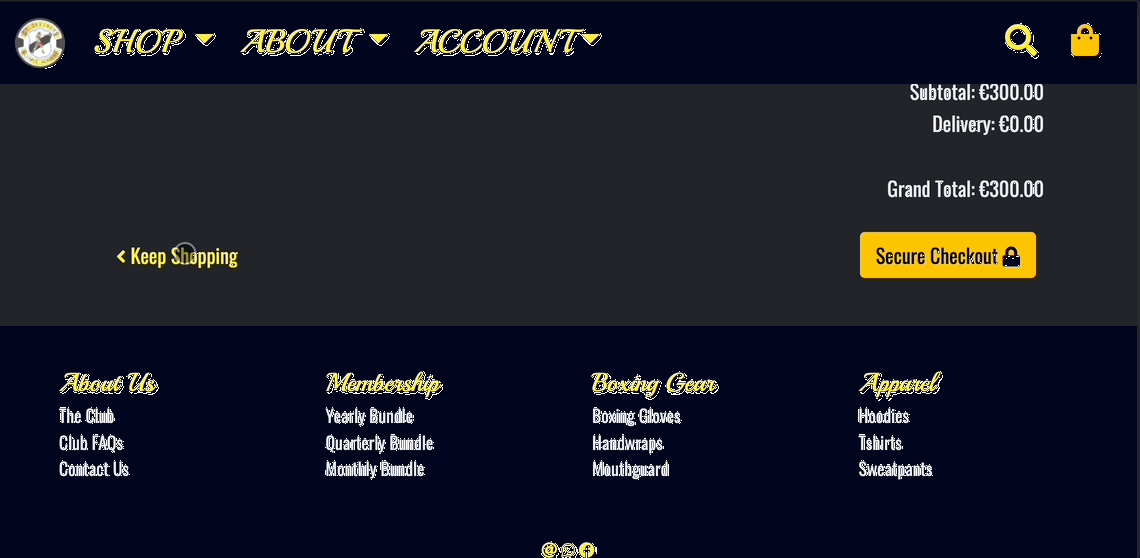 SHOP ABOUT ACCOUNT
Subtotal: €300.00
Delivery: €0.00
Grand Total: €300.00
Keep Shopping
Secure Checkout
About Us
The Club
Club FAQs
Contact Us
Membership
Yearly Bundle
Quarterly Bundle
Monthly Bundle
Boxing Gear
Boxing Gloves
Handwraps
Mouthguard
Apparel
Hoodies
Tshirts
Sweatpants